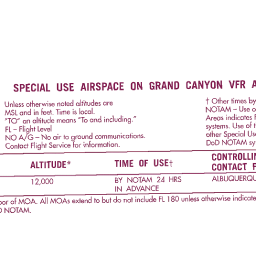 SPECIAL USE AIRSPACE ON GRAND CANYON VFR A
Unless otherwise noted altitudes are
MSL and in feet. Time is local.
"TO" an altitude means "To and including."
FL – Flight Level
NO A/G – No air to ground communications.
Contact Flight Service for information.
† Other times by
NOTAM – Use o
Areas indicates
systems. Use of t
other Special Us
DoD NOTAM sy
ALTITUDE*
TIME OF USE†
CONTROLLIN
CONTACT F
12,000
BY NOTAM 24 HRS
IN ADVANCE
ALBUQUERQU
oor of MOA. All MOAs extend to but do not include FL 180 unless otherwise indicate
D NOTAM.